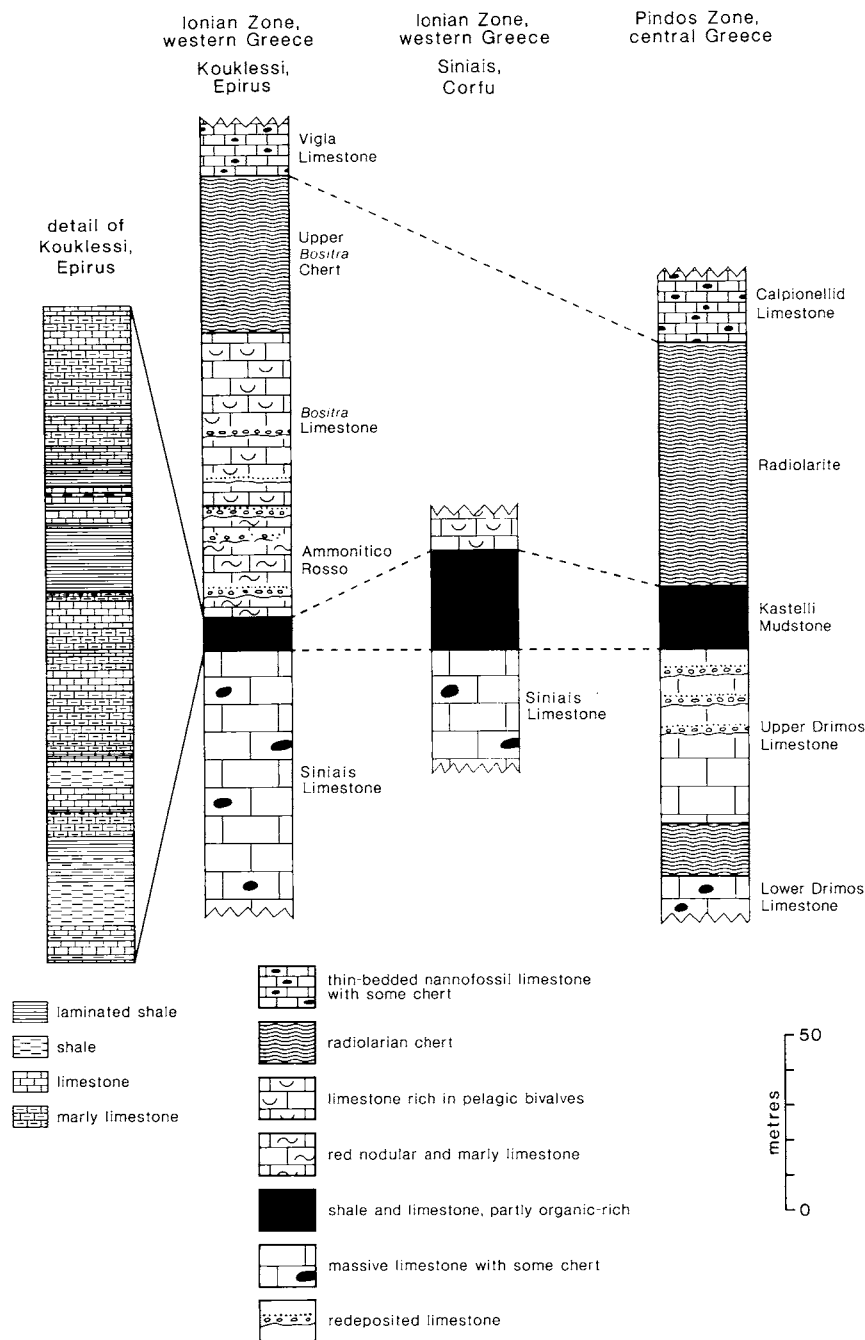 Ionian Zone,
western Greece
Kouklessi,
Epirus
Ionian Zone,
western Greece
Siniais,
Corfu
Pindos Zone,
central Greece
detail of
Kouklessi,
Epirus
Vigla
Limestone
Upper
Bositra
Chert
Bositra
Limestone
Ammonitico
Rosso
Siniais
Limestone
Siniais
Limestone
Calpionellid
Limestone
Radiolarite
Kastelli
Mudstone
Upper Drimos
Limestone
Lower Drimos
Limestone
laminated shale
shale
limestone
marly limestone
thin-bedded nannofossil limestone
with some chert
radiolarian chert
limestone rich in pelagic bivalves
red nodular and marly limestone
shale and limestone, partly organic-rich
massive limestone with some chert
redeposited limestone
50
metres
0